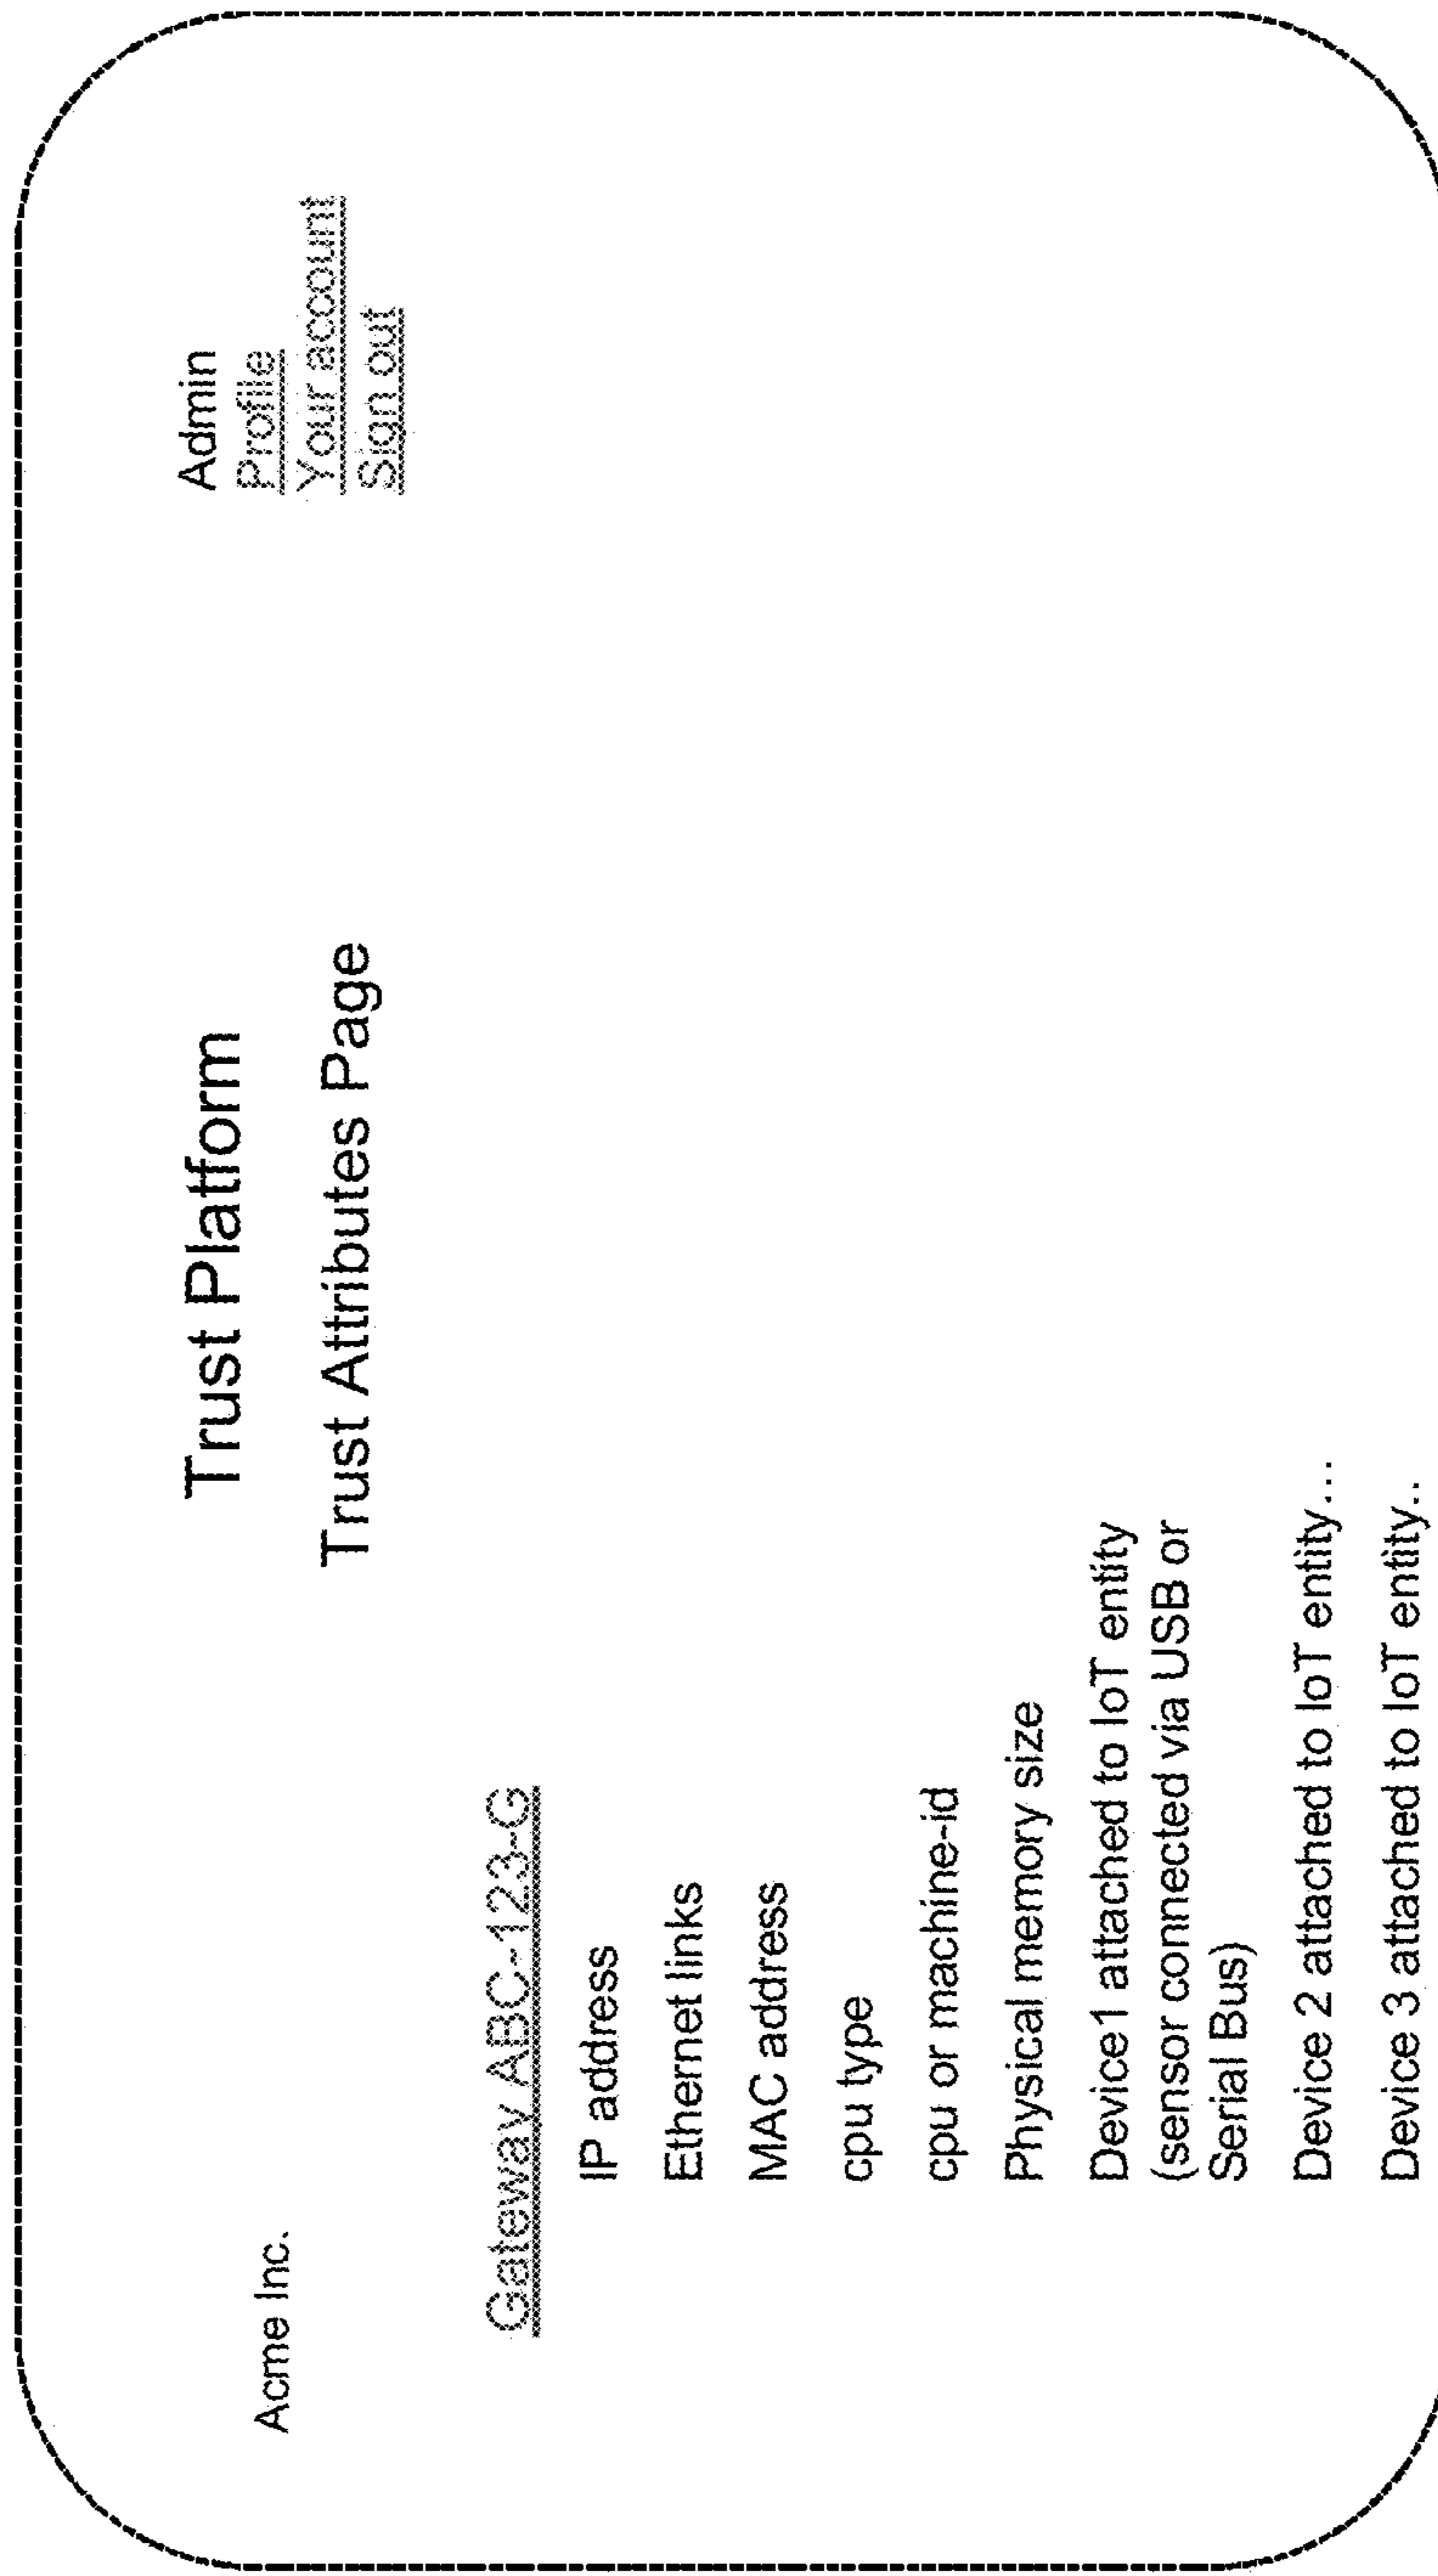 Trust Platform
Admin
Profile
Your account
Sign out
Acme Inc.
Trust Attributes Page
Gateway ABC-123-G
IP address
Ethernet links
MAC address
cpu type
cpu or machine-id
Physical memory size
Device1 attached to IoT entity
(sensor connected via USB or
Serial Bus)
Device 2 attached to IoT entity...
Device 3 attached to IoT entity..